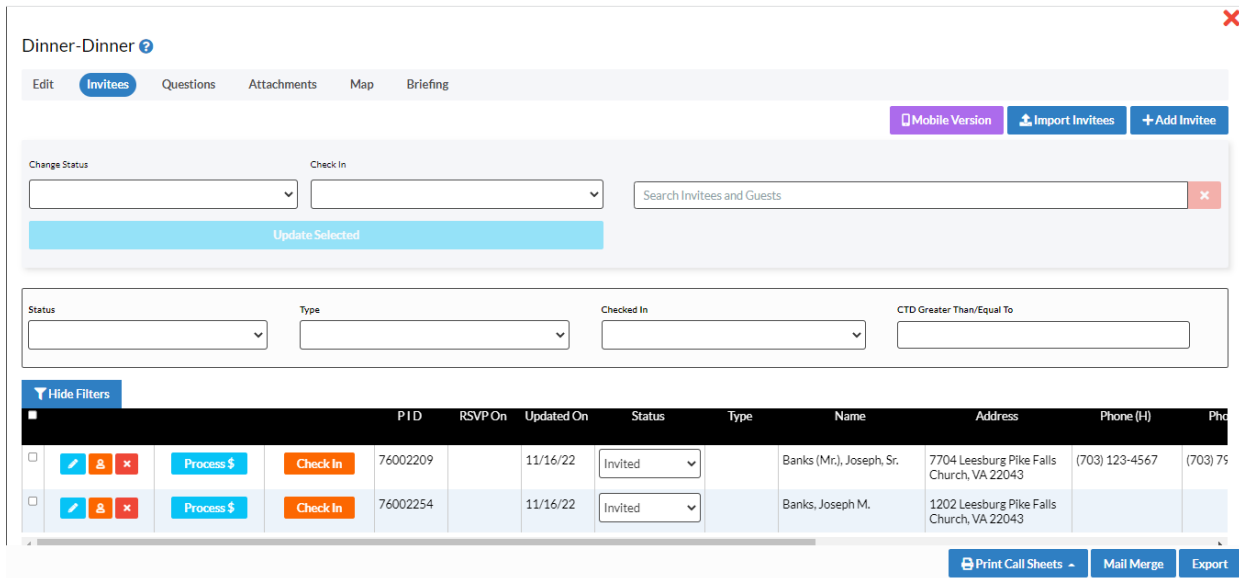 Dinner-Dinner ?
Edit Invitees Questions Attachments Map Briefing
Mobile Version Import Invitees + Add Invitee
Change Status Check In
Search Invitees and Guests
Update Selected
Status Type Checked In CTD Greater Than/Equal To
Hide Filters
PID RSVP On Updated On Status Type Name Address Phone (H) Pho
Process $ Check In 76002209 11/16/22 Invited Banks (Mr.), Joseph, Sr. 7704 Leesburg Pike Falls (703) 123-4567 (703) 79
Church, VA 22043
Process $ Check In 76002254 11/16/22 Invited Banks, Joseph M. 1202 Leesburg Pike Falls
Church, VA 22043
Print Call Sheets Mail Merge Export